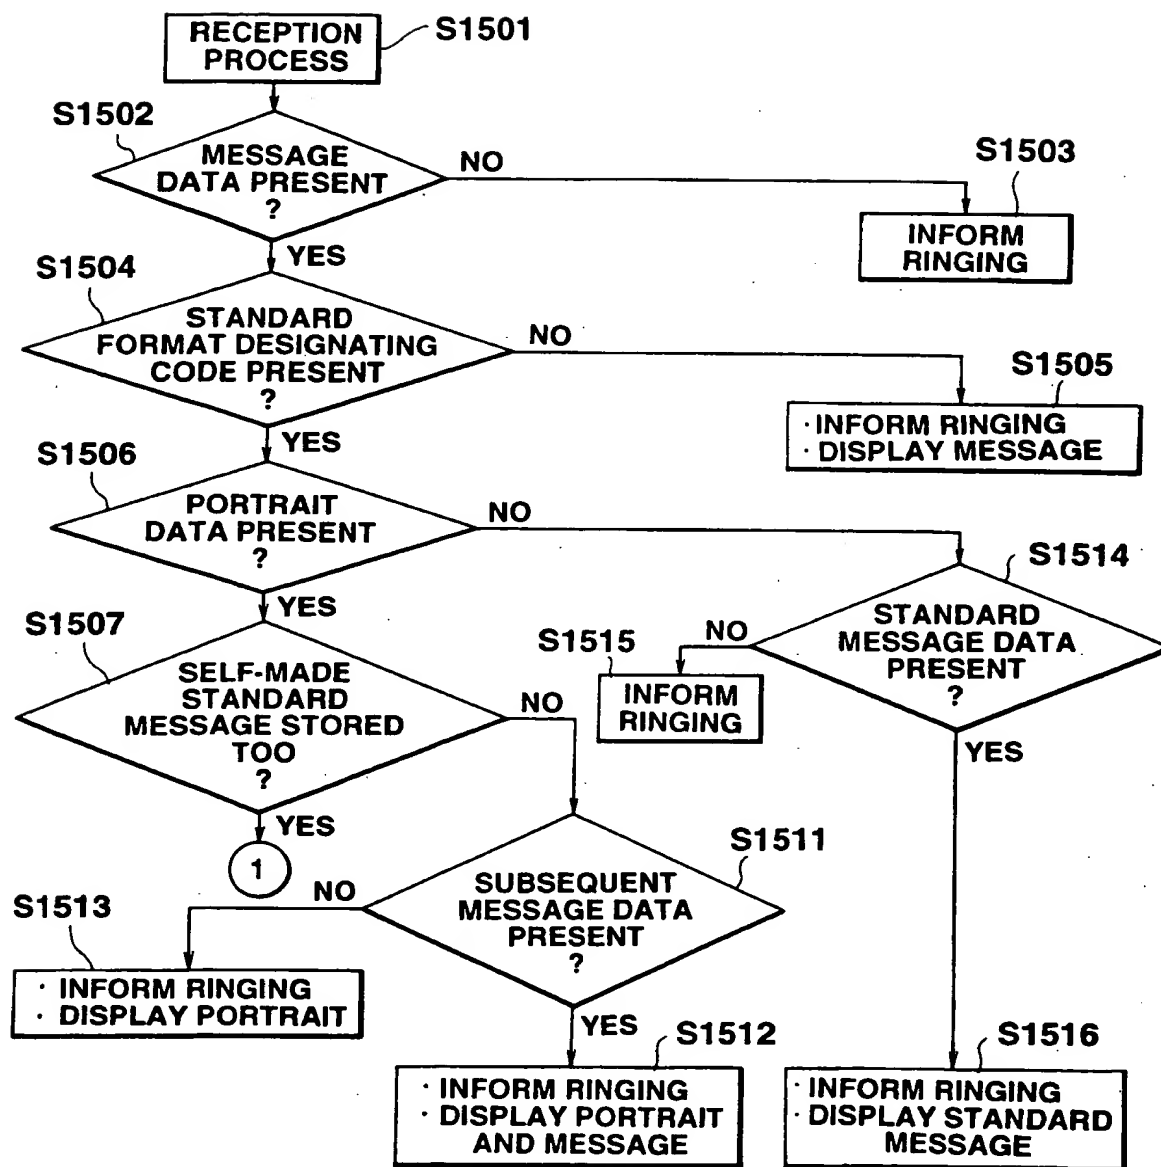 RECEPTION
PROCESS
S1501
S1502
MESSAGE
DATA PRESENT
?
NO
S1503
INFORM
RINGING
YES
S1504
STANDARD
FORMAT DESIGNATING
CODE PRESENT
?
NO
S1505
· INFORM RINGING
· DISPLAY MESSAGE
YES
S1506
PORTRAIT
DATA PRESENT
?
NO
S1514
STANDARD
MESSAGE DATA
PRESENT
?
NO
S1515
INFORM
RINGING
YES
YES
S1507
SELF-MADE
STANDARD
MESSAGE STORED
TOO
?
NO
YES
1
S1511
SUBSEQUENT
MESSAGE DATA
PRESENT
?
NO
S1513
· INFORM RINGING
· DISPLAY PORTRAIT
YES
S1512
· INFORM RINGING
· DISPLAY PORTRAIT
AND MESSAGE
S1516
· INFORM RINGING
· DISPLAY STANDARD
MESSAGE